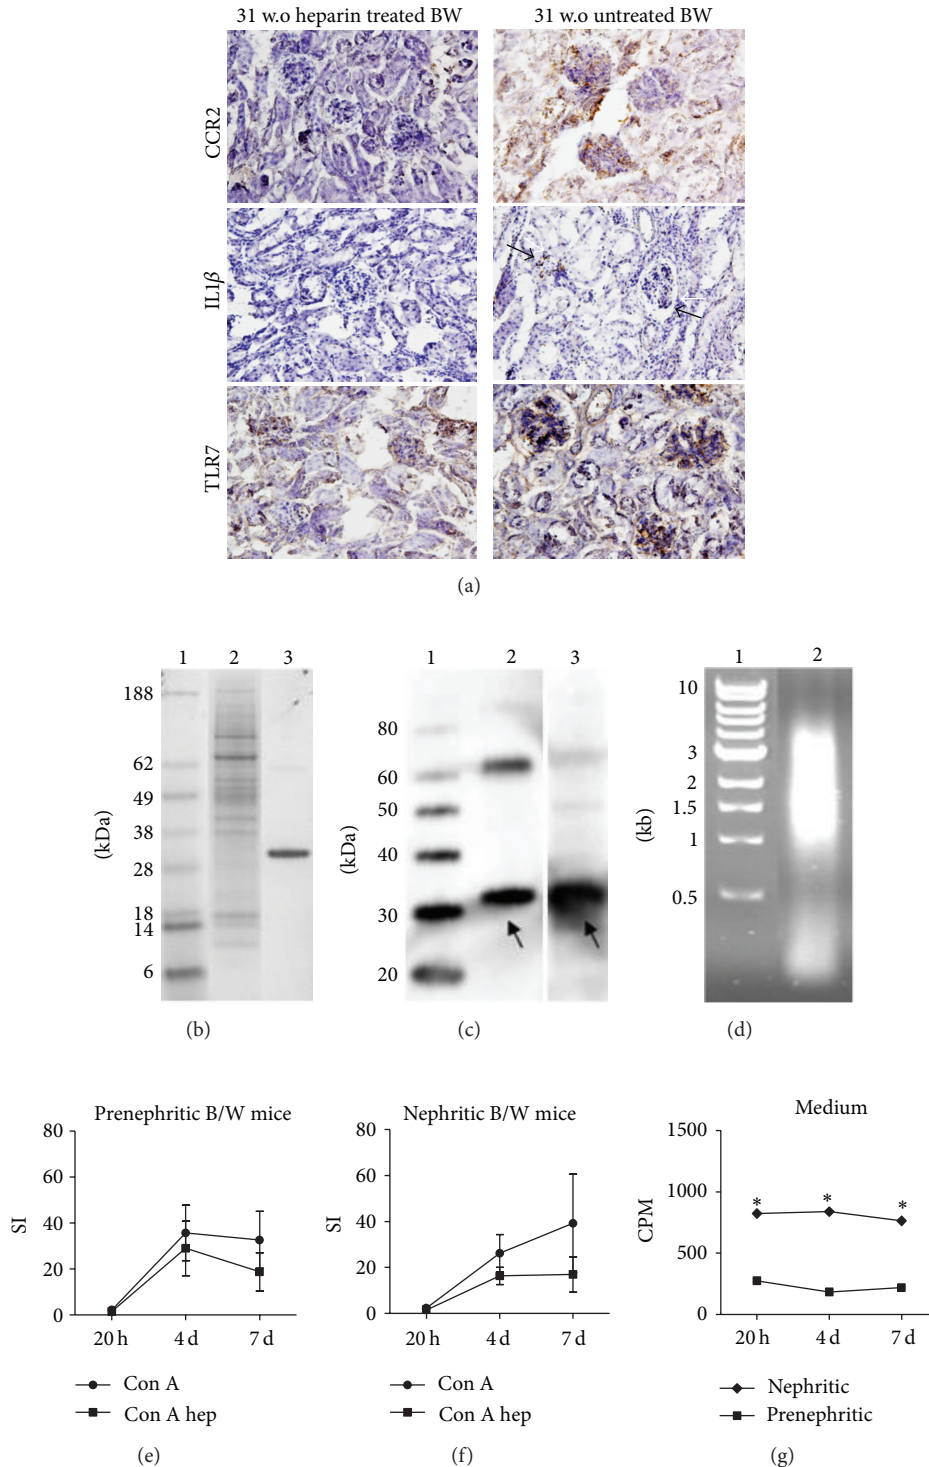 31 w.o heparin treated BW
31 w.o untreated BW
CCR2
IL1β
TLR7
(a)
1 2 3
188
62
49
38
28
18
14
6
(kDa)
(b)
1 2 3
80
60
50
40
30
20
(kDa)
(c)
1 2
10
3
2
1.5
1
0.5
(kb)
(d)
Prenephritic B/W mice
80
60
40
20
0
SI
20 h 4 d 7 d
Con A
Con A hep
(e)
Nephritic B/W mice
80
60
40
20
0
SI
20 h 4 d 7 d
Con A
Con A hep
(f)
Medium
1500
1000
500
0
CPM
* * *
20 h 4 d 7 d
Nephritic
Prenephritic
(g)